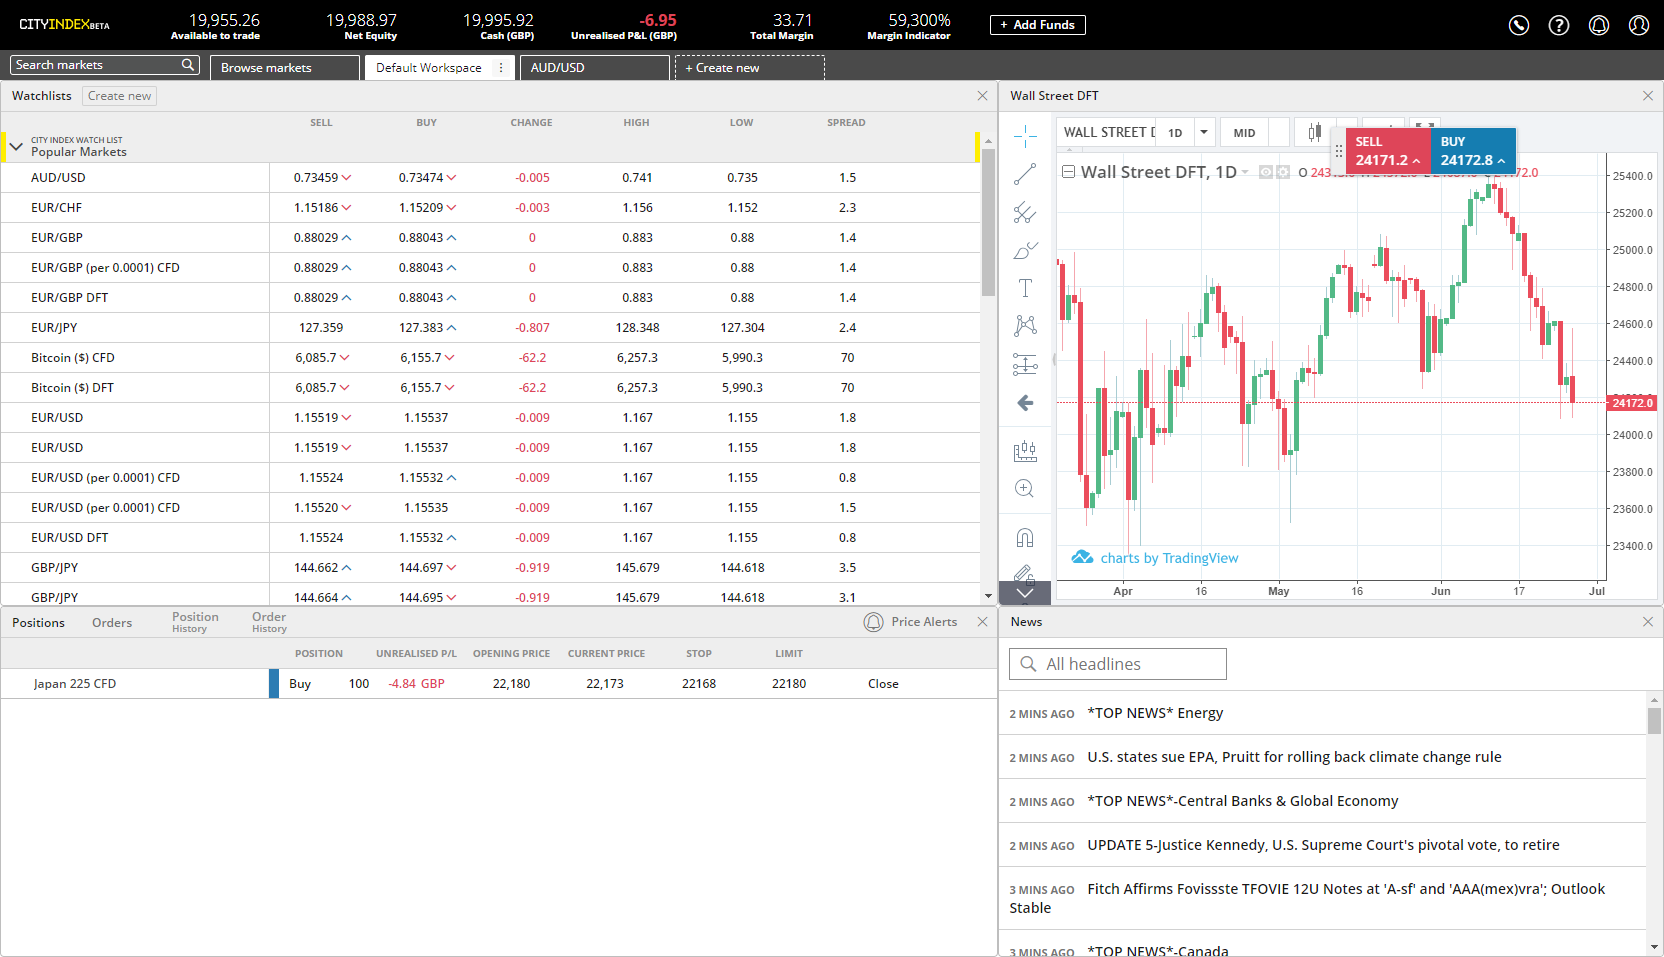 CITYINDEX BETA
19,955.26 19,988.97 19,995.92 -6.95 33.71 59,300%
Available to trade Net Equity Cash (GBP) Unrealised P&L (GBP) Total Margin Margin Indicator
+ Add Funds
Search markets Browse markets Default Workspace AUD/USD + Create new
Watchlists Create new
SELL BUY CHANGE HIGH LOW SPREAD
CITY INDEX WATCH LIST
Popular Markets
AUD/USD 0.73459 0.73474 -0.005 0.741 0.735 1.5
EUR/CHF 1.15186 1.15209 -0.003 1.156 1.152 2.3
EUR/GBP 0.88029 0.88043 0 0.883 0.88 1.4
EUR/GBP (per 0.0001) CFD 0.88029 0.88043 0 0.883 0.88 1.4
EUR/GBP DFT 0.88029 0.88043 0 0.883 0.88 1.4
EUR/JPY 127.359 127.383 -0.807 128.348 127.304 2.4
Bitcoin ($) CFD 6,085.7 6,155.7 -62.2 6,257.3 5,990.3 70
Bitcoin ($) DFT 6,085.7 6,155.7 -62.2 6,257.3 5,990.3 70
EUR/USD 1.15519 1.15537 -0.009 1.167 1.155 1.8
EUR/USD 1.15519 1.15537 -0.009 1.167 1.155 1.8
EUR/USD (per 0.0001) CFD 1.15524 1.15532 -0.009 1.167 1.155 0.8
EUR/USD (per 0.0001) CFD 1.15520 1.15535 -0.009 1.167 1.155 1.5
EUR/USD DFT 1.15524 1.15532 -0.009 1.167 1.155 0.8
GBP/JPY 144.662 144.697 -0.919 145.679 144.618 3.5
GBP/JPY 144.664 144.695 -0.919 145.679 144.618 3.1
Wall Street DFT
WALL STREET 1D MID
SELL BUY
24171.2 24172.8
Wall Street DFT, 1D O
25400.0
25200.0
25000.0
24800.0
24600.0
24400.0
24172.0
24000.0
23800.0
23600.0
23400.0
charts by TradingView
Apr 16 May 16 Jun 17 Jul
Positions Orders Position History Order History Price Alerts
POSITION UNREALISED P/L OPENING PRICE CURRENT PRICE STOP LIMIT
Japan 225 CFD Buy 100 -4.84 GBP 22,180 22,173 22168 22180 Close
News
All headlines
2 MINS AGO *TOP NEWS* Energy
2 MINS AGO U.S. states sue EPA, Pruitt for rolling back climate change rule
2 MINS AGO *TOP NEWS*-Central Banks & Global Economy
2 MINS AGO UPDATE 5-Justice Kennedy, U.S. Supreme Court's pivotal vote, to retire
3 MINS AGO Fitch Affirms Fovissste TFOVIE 12U Notes at 'A-sf' and 'AAA(mex)vra'; Outlook
Stable
3 MINS AGO *TOP NEWS*-Canada